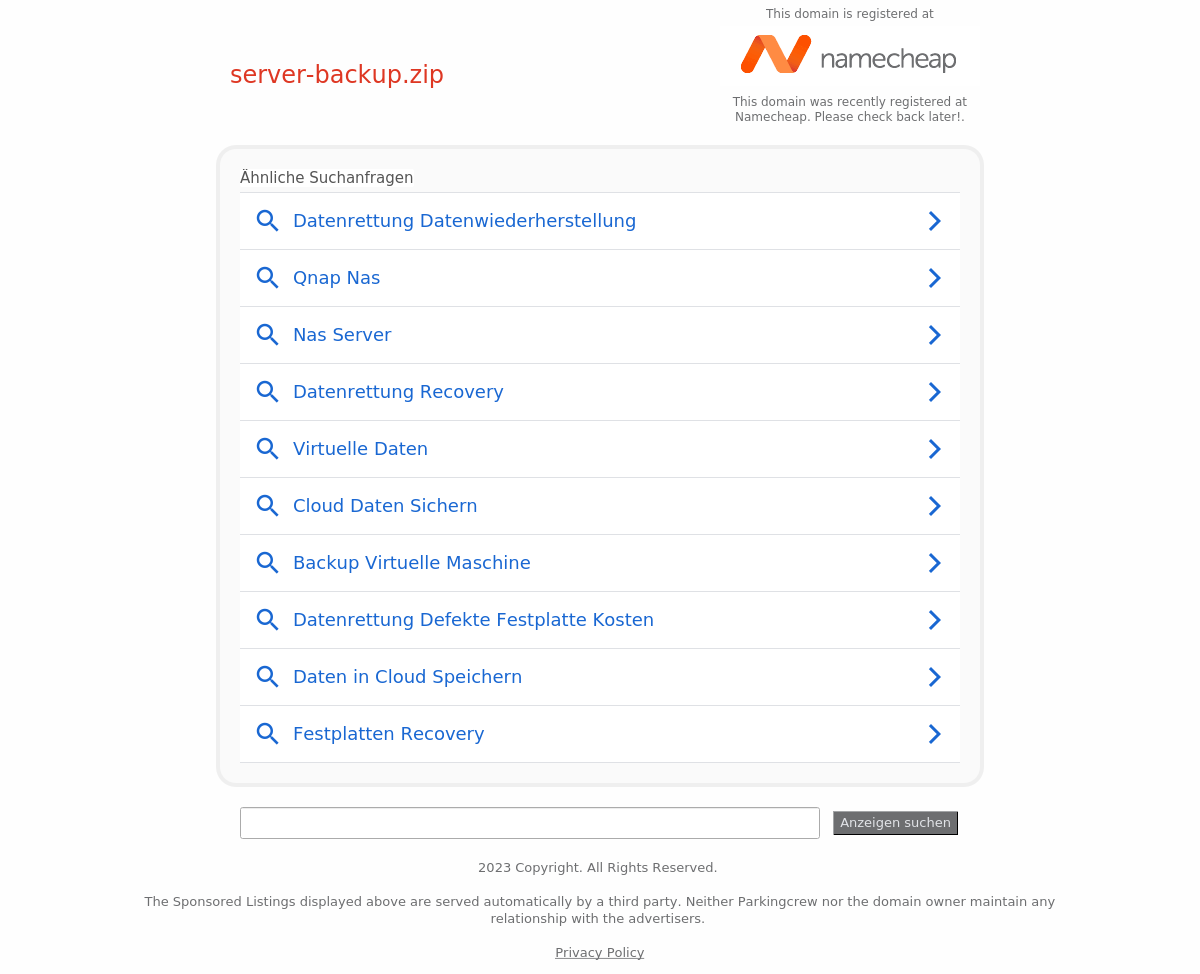 This domain is registered at
namecheap
server-backup.zip
This domain was recently registered at
Namecheap. Please check back later!.
Ähnliche Suchanfragen
Datenrettung Datenwiederherstellung
Qnap Nas
Nas Server
Datenrettung Recovery
Virtuelle Daten
Cloud Daten Sichern
Backup Virtuelle Maschine
Datenrettung Defekte Festplatte Kosten
Daten in Cloud Speichern
Festplatten Recovery
Anzeigen suchen
2023 Copyright. All Rights Reserved.
The Sponsored Listings displayed above are served automatically by a third party. Neither Parkingcrew nor the domain owner maintain any
relationship with the advertisers.
Privacy Policy